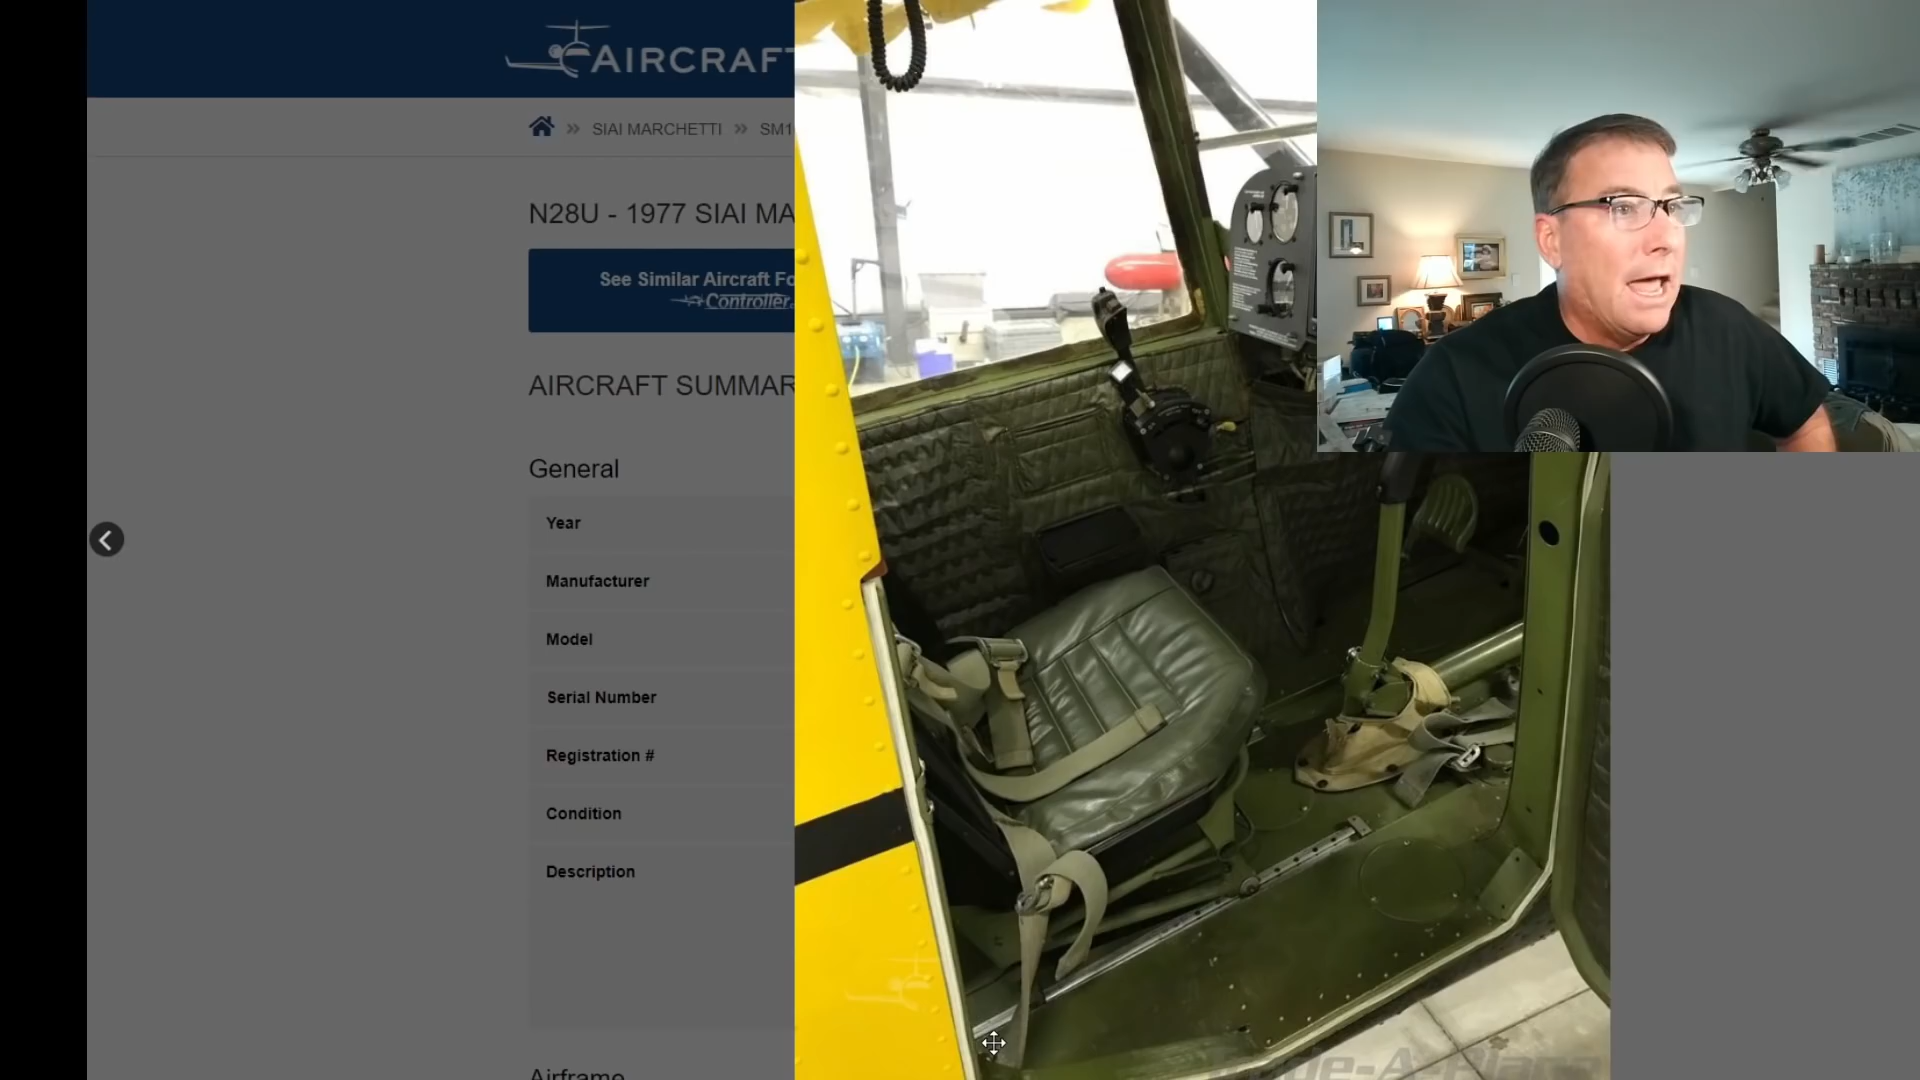 AIRCRAFT
SIAI MARCHETTI
SM1
N28U - 1977 SIAI MA
See Similar Aircraft Fo
Controller
AIRCRAFT SUMMAR
General
Year
Manufacturer
Model
Serial Number
Registration #
Condition
Description
Airframe